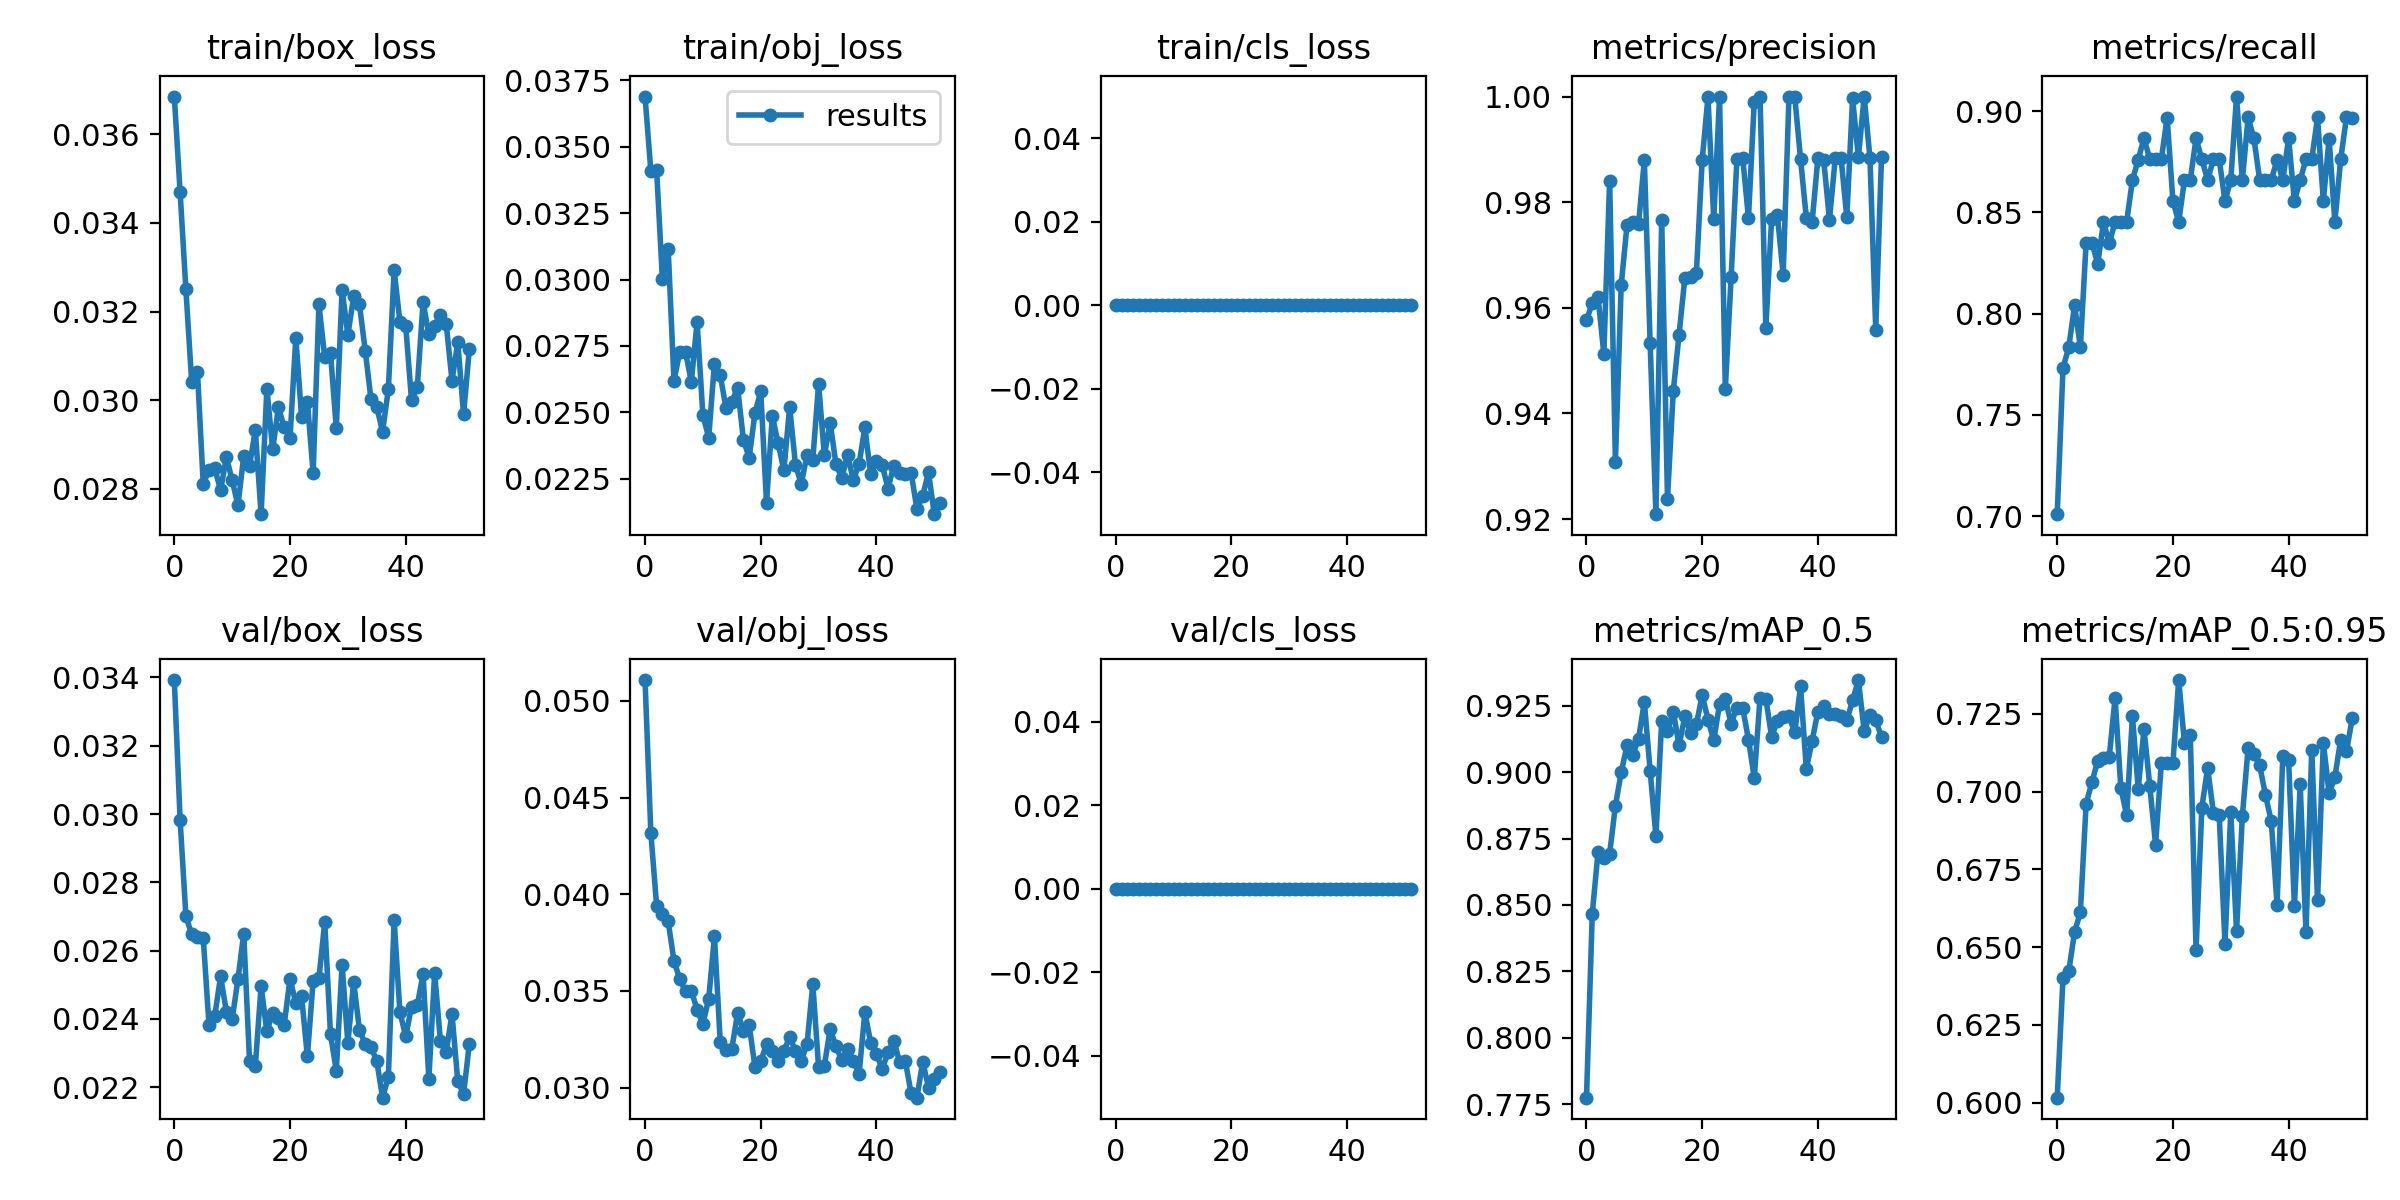 train/box_loss
0.036
0.034
0.032
0.030
0.028
0 20 40
train/obj_loss
results
0.0375
0.0350
0.0325
0.0300
0.0275
0.0250
0.0225
0 20 40
train/cls_loss
0.04
0.02
0.00
−0.02
−0.04
0 20 40
metrics/precision
1.00
0.98
0.96
0.94
0.92
0 20 40
metrics/recall
0.90
0.85
0.80
0.75
0.70
0 20 40
val/box_loss
0.034
0.032
0.030
0.028
0.026
0.024
0.022
0 20 40
val/obj_loss
0.050
0.045
0.040
0.035
0.030
0 20 40
val/cls_loss
0.04
0.02
0.00
−0.02
−0.04
0 20 40
metrics/mAP_0.5
0.925
0.900
0.875
0.850
0.825
0.800
0.775
0 20 40
metrics/mAP_0.5:0.95
0.725
0.700
0.675
0.650
0.625
0.600
0 20 40